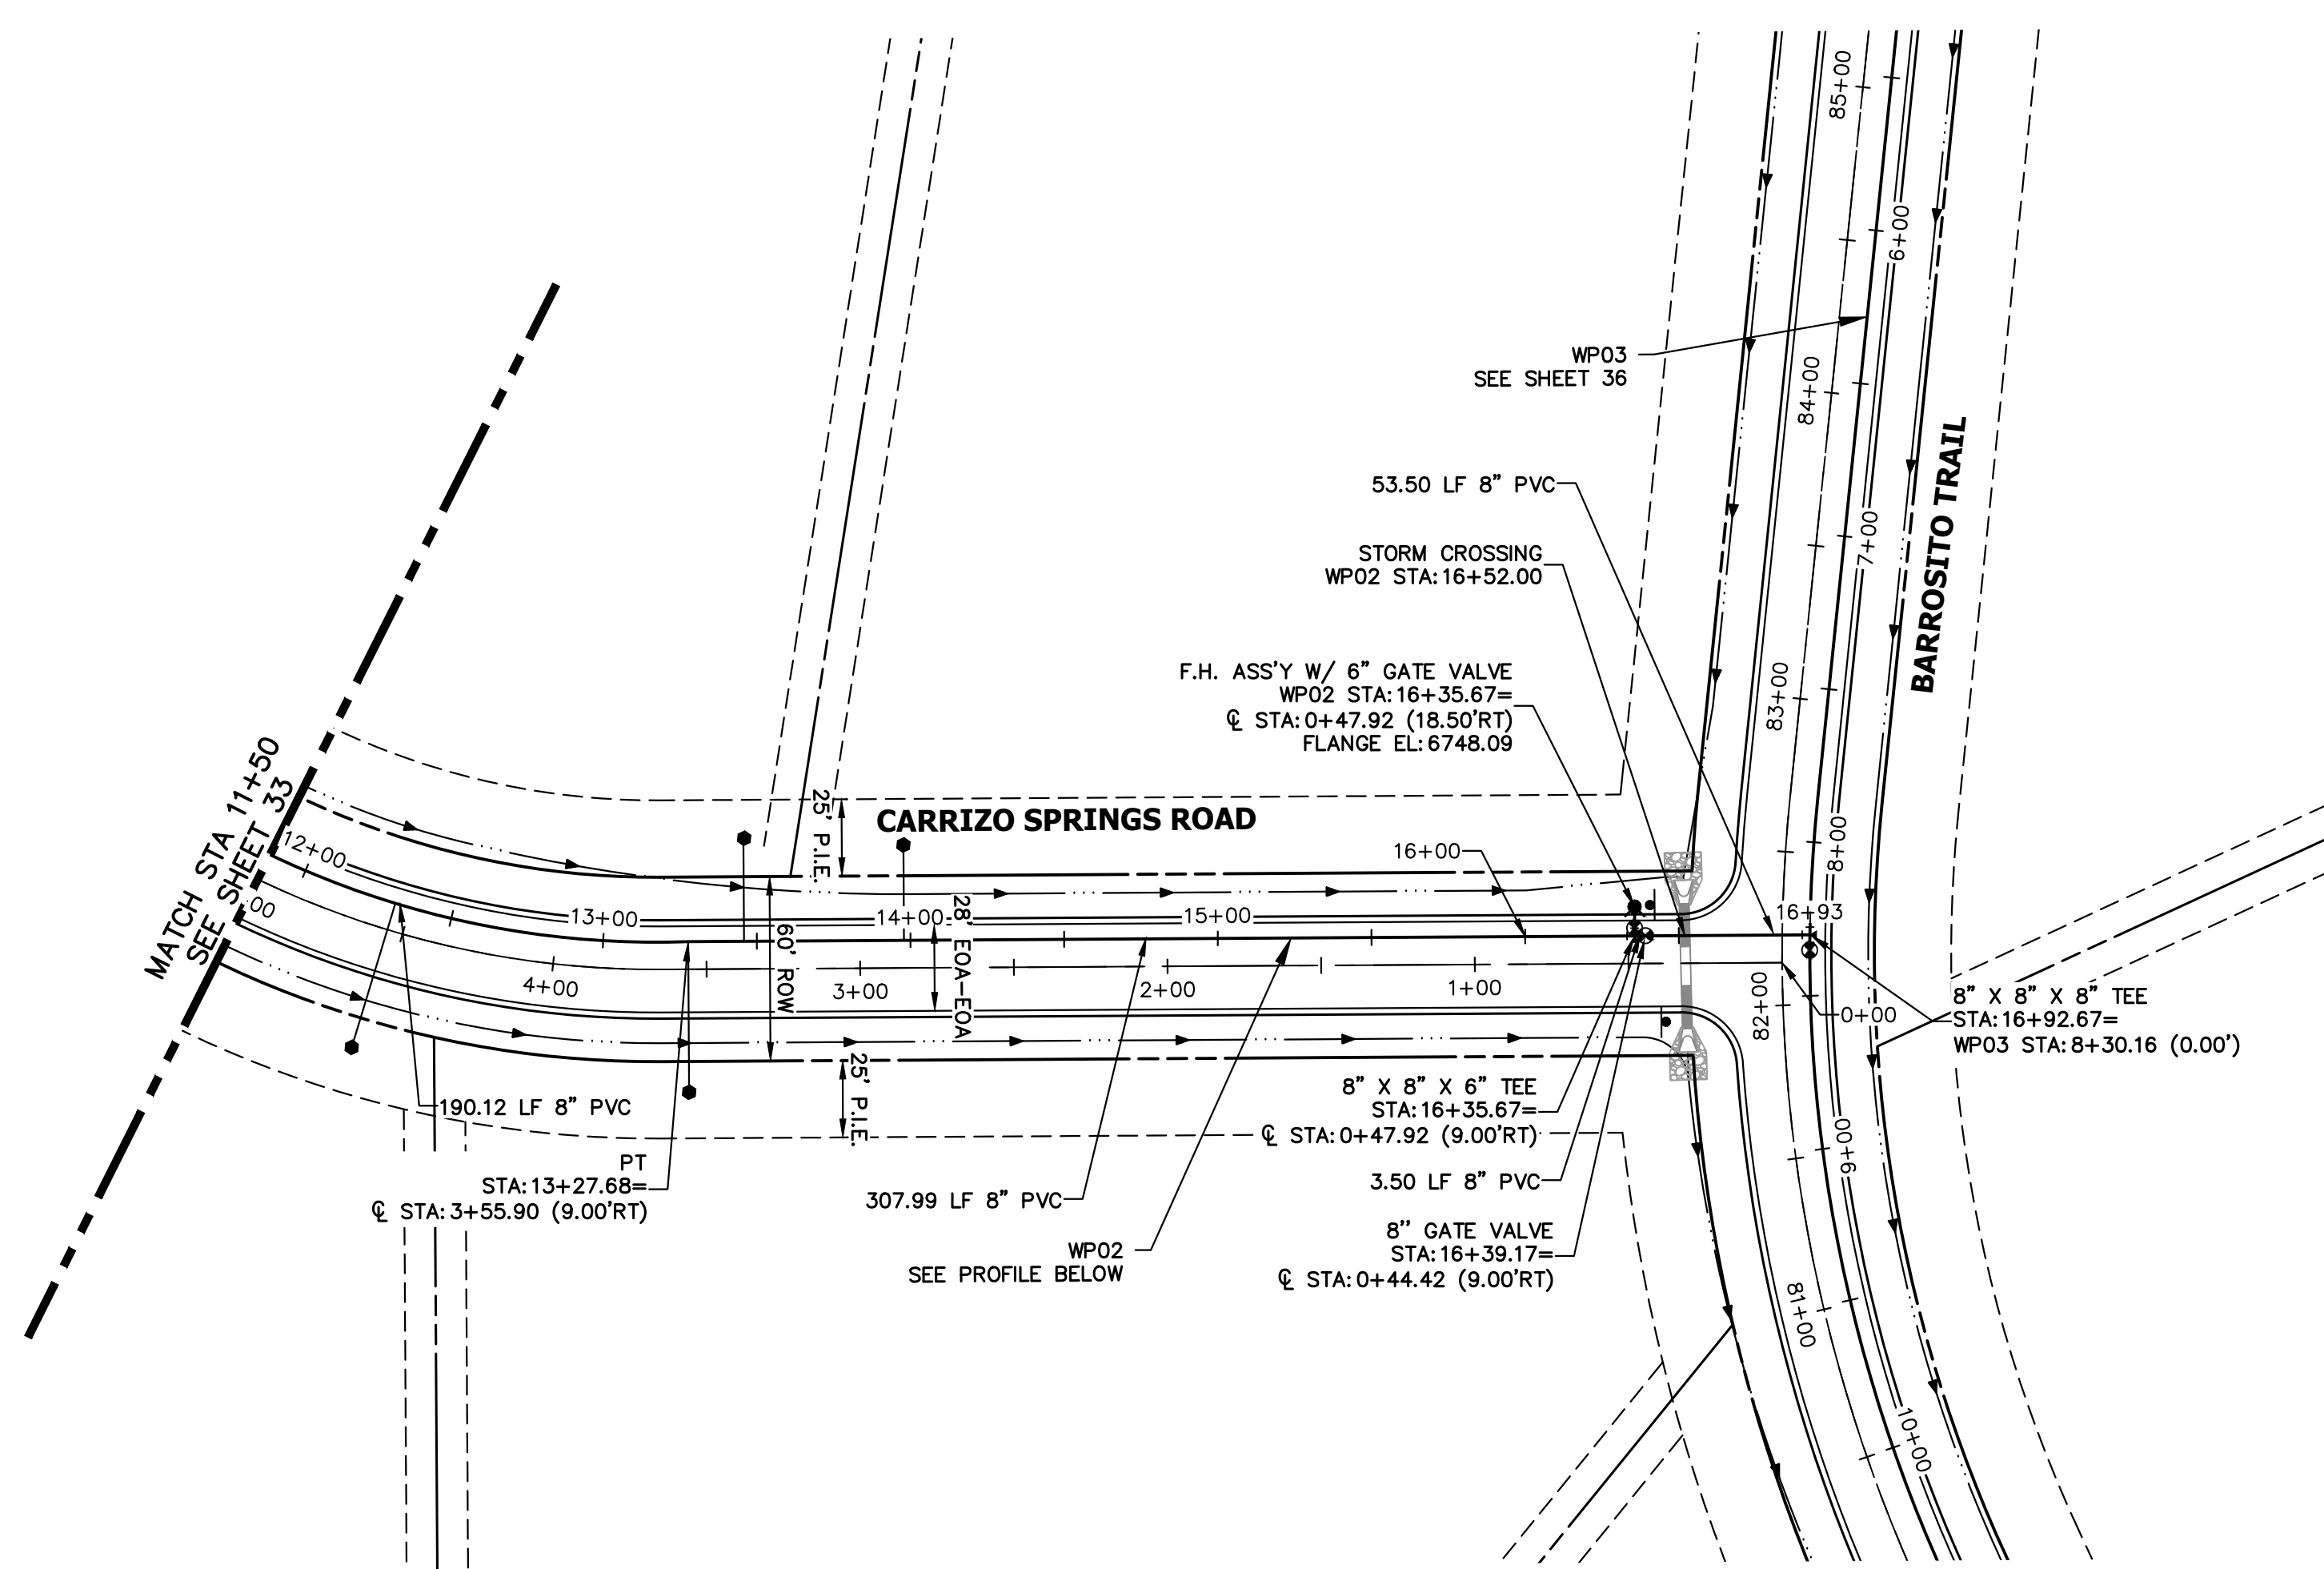 MATCH STA 11+50
SEE SHEET 33
12+00
00
13+00
14+00
15+00
16+00
16+93
4+00
3+00
2+00
1+00
0+00
CARRIZO SPRINGS ROAD
25' P.I.E.
60' ROW
28' EOA-EOA
25' P.I.E.
190.12 LF 8” PVC
PT
STA:13+27.68=
℄ STA:3+55.90 (9.00'RT)
307.99 LF 8” PVC
WP02
SEE PROFILE BELOW
WP03
SEE SHEET 36
53.50 LF 8” PVC
STORM CROSSING
WP02 STA:16+52.00
F.H. ASS'Y W/ 6” GATE VALVE
WP02 STA:16+35.67=
℄ STA:0+47.92 (18.50'RT)
FLANGE EL:6748.09
8” X 8” X 6” TEE
STA:16+35.67=
℄ STA:0+47.92 (9.00'RT)
3.50 LF 8” PVC
8'' GATE VALVE
STA:16+39.17=
℄ STA:0+44.42 (9.00'RT)
8” X 8” X 8” TEE
STA:16+92.67=
WP03 STA:8+30.16 (0.00')
BARROSITO TRAIL
85+00
84+00
83+00
82+00
81+00
6+00
7+00
8+00
9+00
10+00